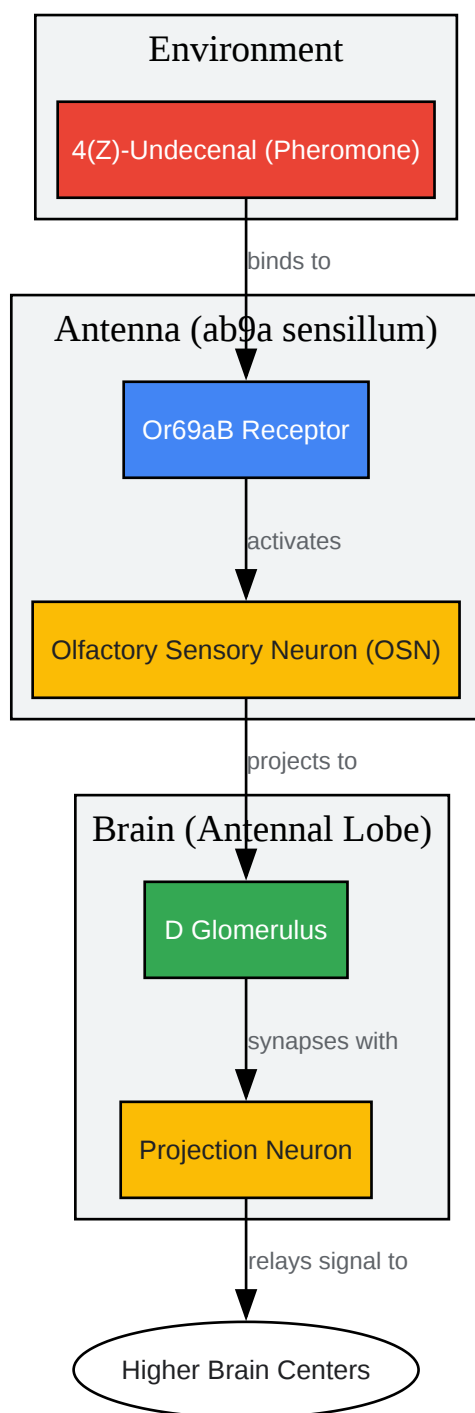 Environment
4(Z)-Undecenal (Pheromone)
binds to
Antenna (ab9a sensillum)
Or69aB Receptor
activates
Olfactory Sensory Neuron (OSN)
projects to
Brain (Antennal Lobe)
D Glomerulus
synapses with
Projection Neuron
relays signal to
Higher Brain Centers